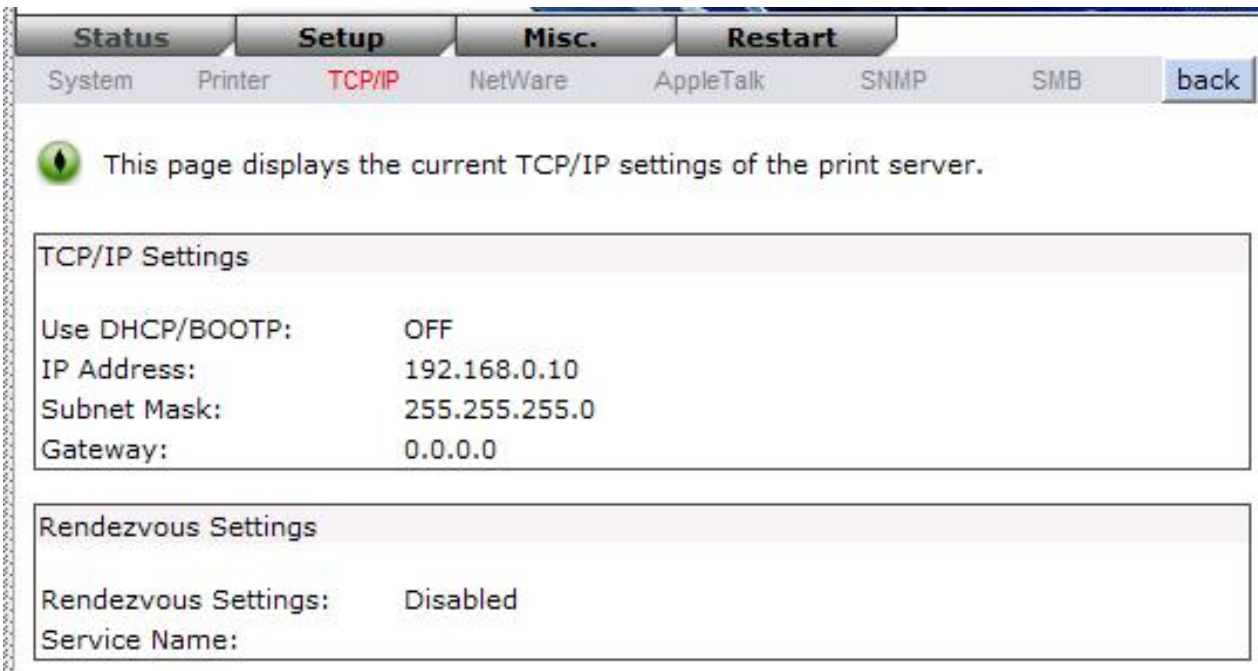 Status Setup Misc. Restart
System Printer TCP/IP NetWare AppleTalk SNMP SMB back
This page displays the current TCP/IP settings of the print server.
TCP/IP Settings
Use DHCP/BOOTP: OFF
IP Address: 192.168.0.10
Subnet Mask: 255.255.255.0
Gateway: 0.0.0.0
Rendezvous Settings
Rendezvous Settings: Disabled
Service Name: